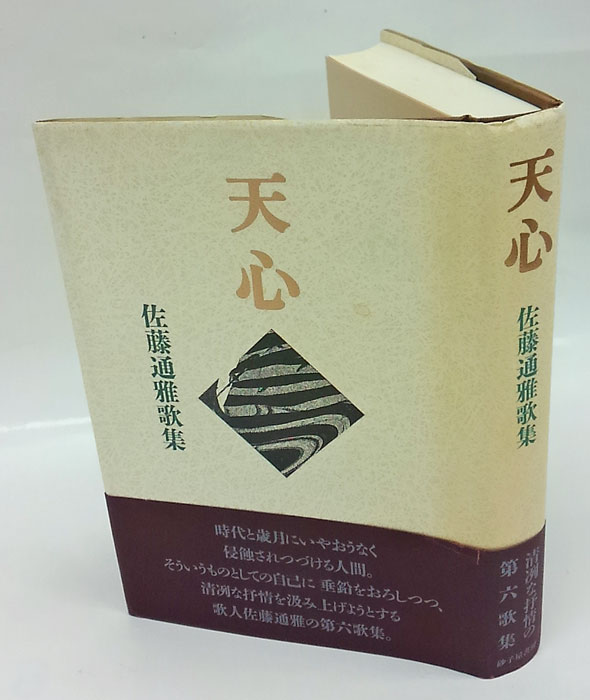 天心
佐藤通雅歌集
時代と歳月にいやおうなく
侵蝕されつづける人間。
そういうものとしての自己に 垂鉛をおろしつつ、
清冽な抒情を汲み上げようとする
歌人佐藤通雅の第六歌集。
天心
佐藤通雅歌集
清冽な抒情の
第六歌集